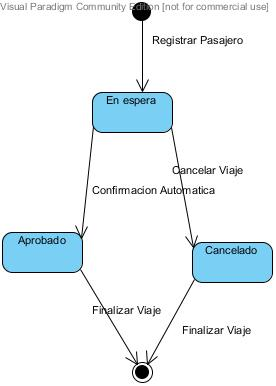 Visual Paradigm Community Edition [not for commercial use]
Registrar Pasajero
En espera
Cancelar Viaje
Confirmacion Automatica
Aprobado
Cancelado
Finalizar Viaje
Finalizar Viaje